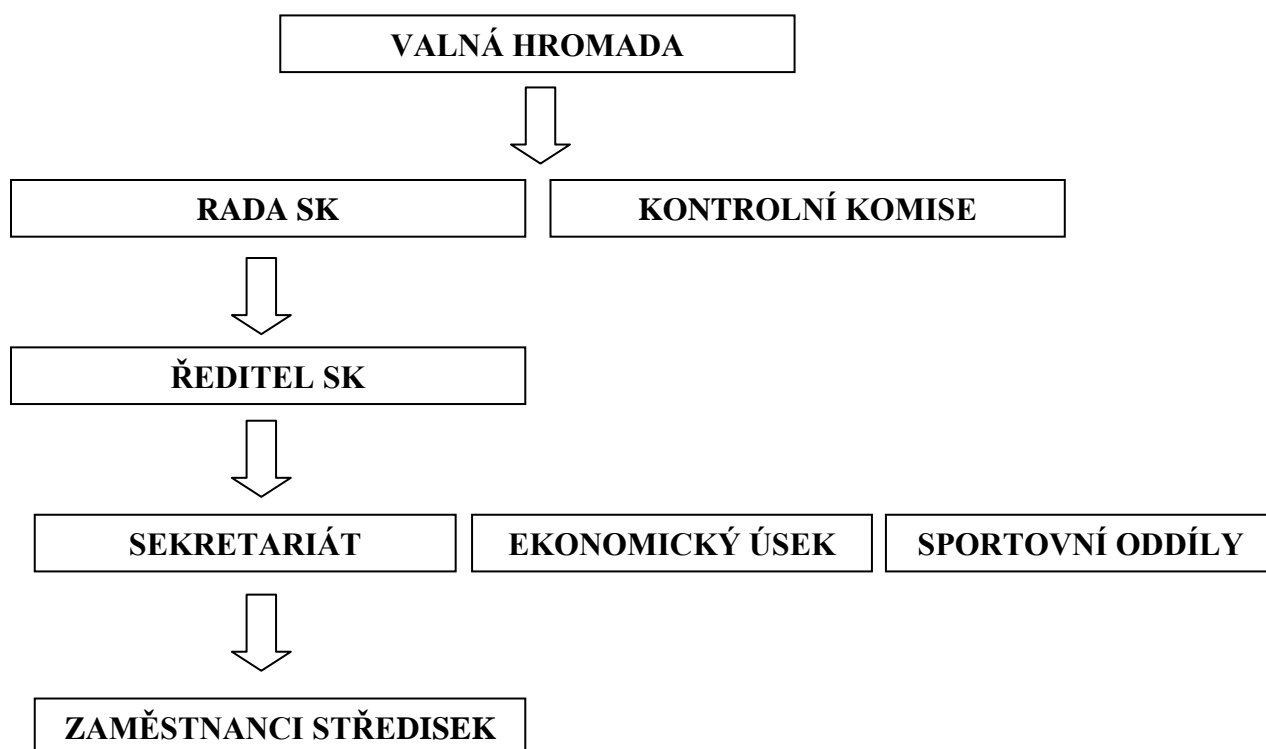 VALNÁ HROMADA
RADA SK
KONTROLNÍ KOMISE
ŘEDITEL SK
SEKRETARIÁT
EKONOMICKÝ ÚSEK
SPORTOVNÍ ODDÍLY
ZAMĚSTNANCI STŘEDISEK